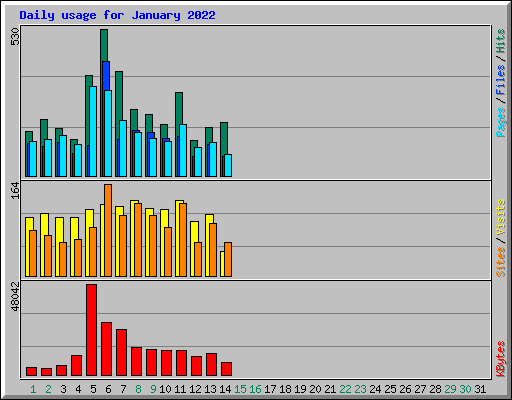 Daily usage for January 2022
530
164
48042
Pages / Files / Hits
Sites / Visits
KBytes
1 2 3 4 5 6 7 8 9 10 11 12 13 14 15 16 17 18 19 20 21 22 23 24 25 26 27 28 29 30 31